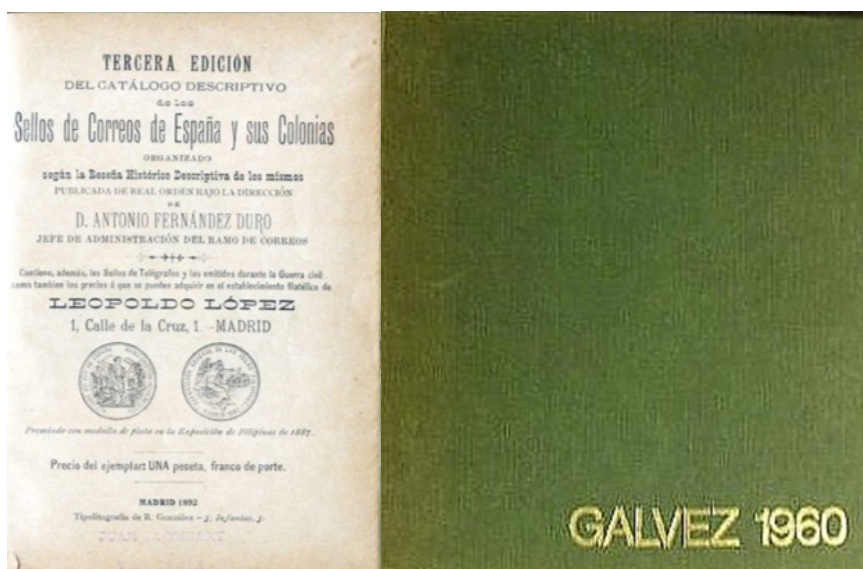 TERCERA EDICIÓN
DEL CATÁLOGO DESCRIPTIVO
de los
Sellos de Correos de España y sus Colonias
ORGANIZADO
según la Reseña Histórico Descriptiva de los mismos
PUBLICADA DE REAL ORDEN BAJO LA DIRECCIÓN
DE
D. ANTONIO FERNÁNDEZ DURO
JEFE DE ADMINISTRACIÓN DEL RAMO DE CORREOS
Contiene, además, los Sellos de Telégrafos y los emitidos durante la Guerra civil
como tambien los precios á que se pueden adquirir en el establecimiento filatélico de
LEOPOLDO LÓPEZ
1, Calle de la Cruz, 1.-MADRID
Premiado con medalla de plata en la Exposición de Filipinas de 1887.
Precio del ejemplar: UNA peseta, franco de porte.
MADRID 1892
Tipolitografía de R. González - 3, Infantas, 3.
JUAN
GALVEZ 1960